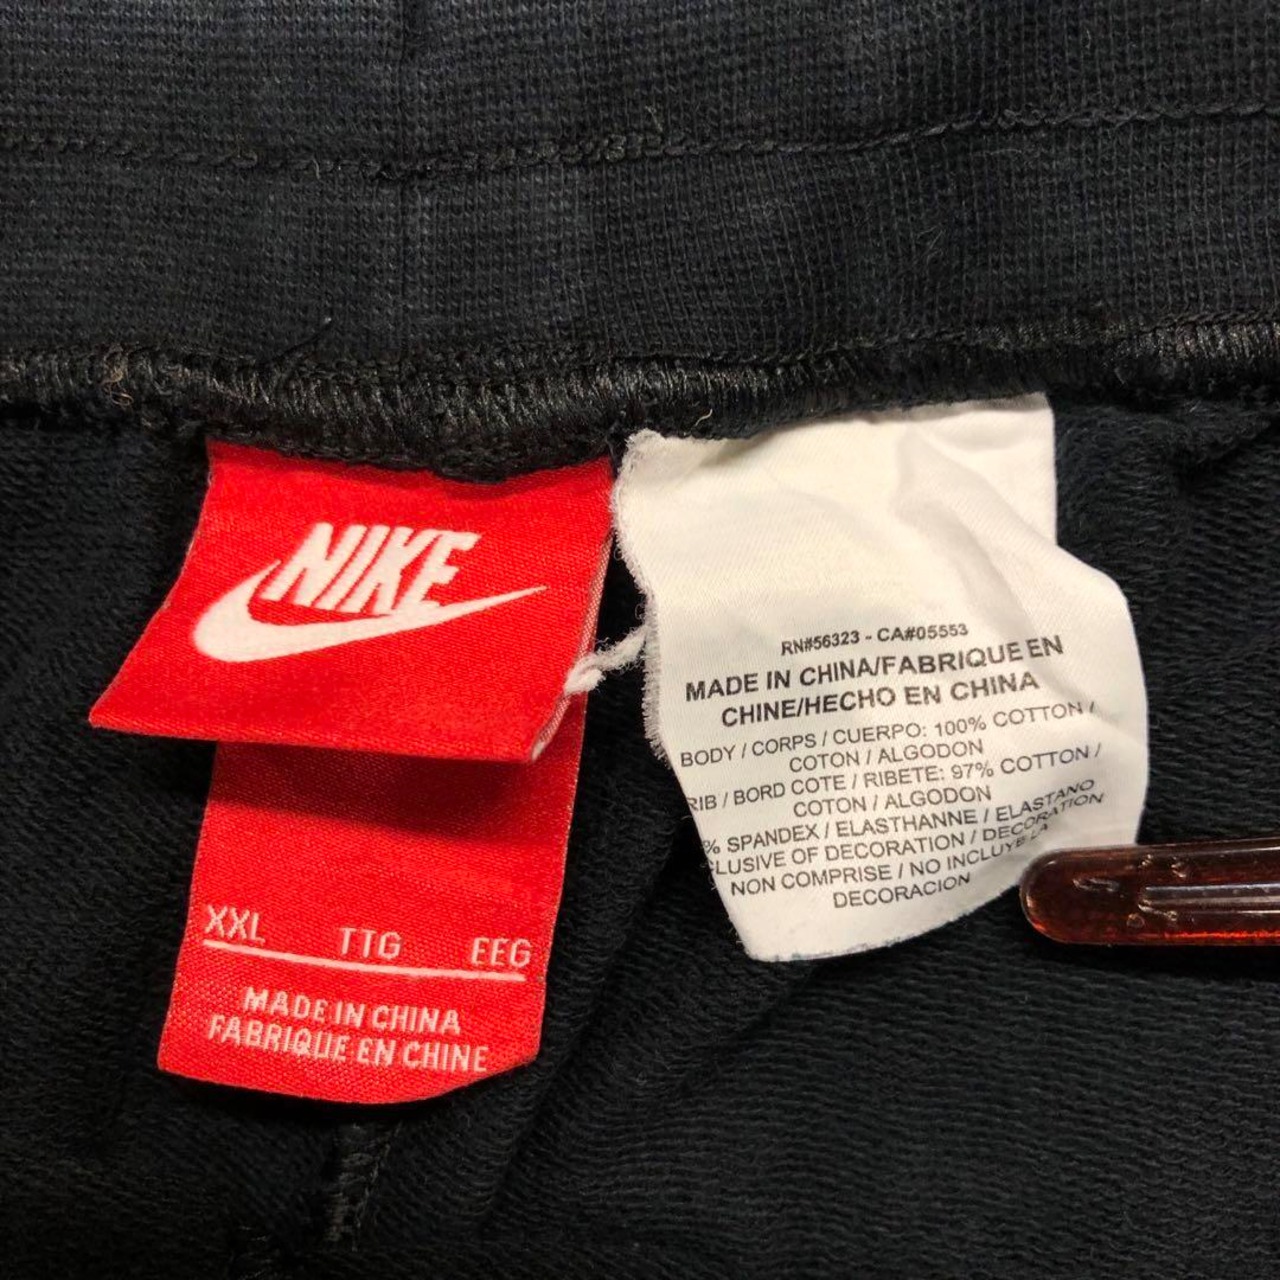 NIKE
XXL TTG EEG
MADE IN CHINA
FABRIQUE EN CHINE
RN#56323 - CA#05553
MADE IN CHINA/FABRIQUE EN
CHINE/HECHO EN CHINA
BODY / CORPS / CUERPO: 100% COTTON /
COTON / ALGODON
RIB / BORD COTE / RIBETE: 97% COTTON /
COTON / ALGODON
% SPANDEX / ELASTHANNE / ELASTANO
CLUSIVE OF DECORATION / DECORATION
NON COMPRISE / NO INCLUYE LA
DECORACION